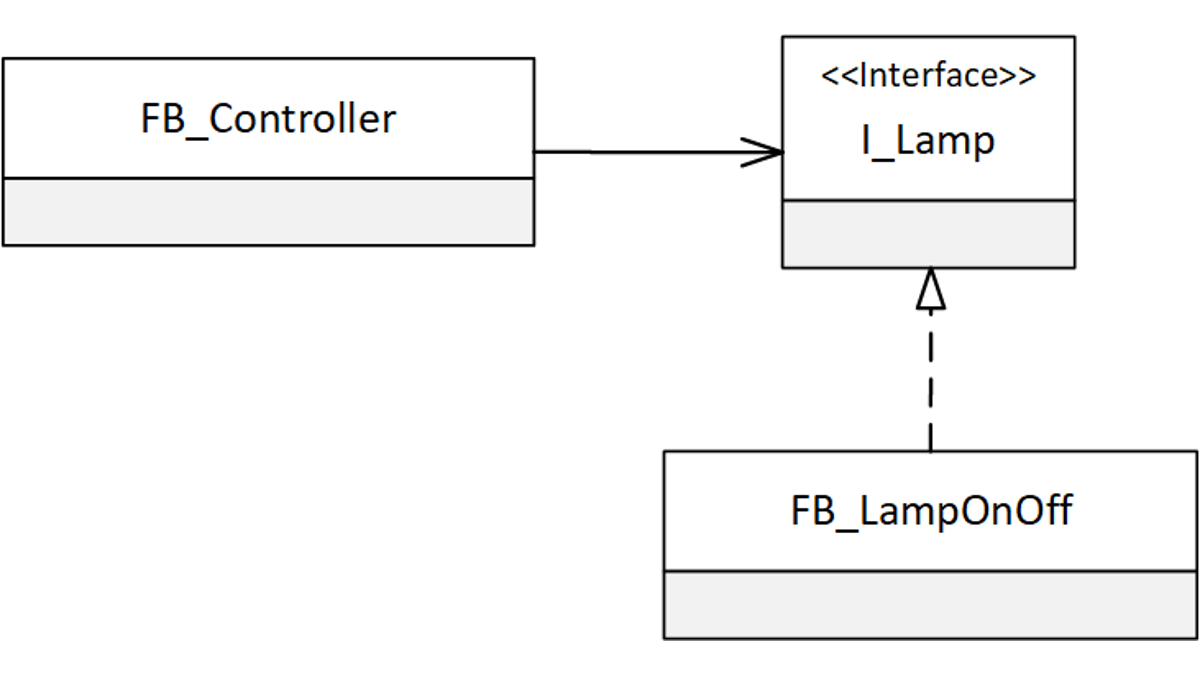 FB_Controller
<<Interface>>
I_Lamp
FB_LampOnOff